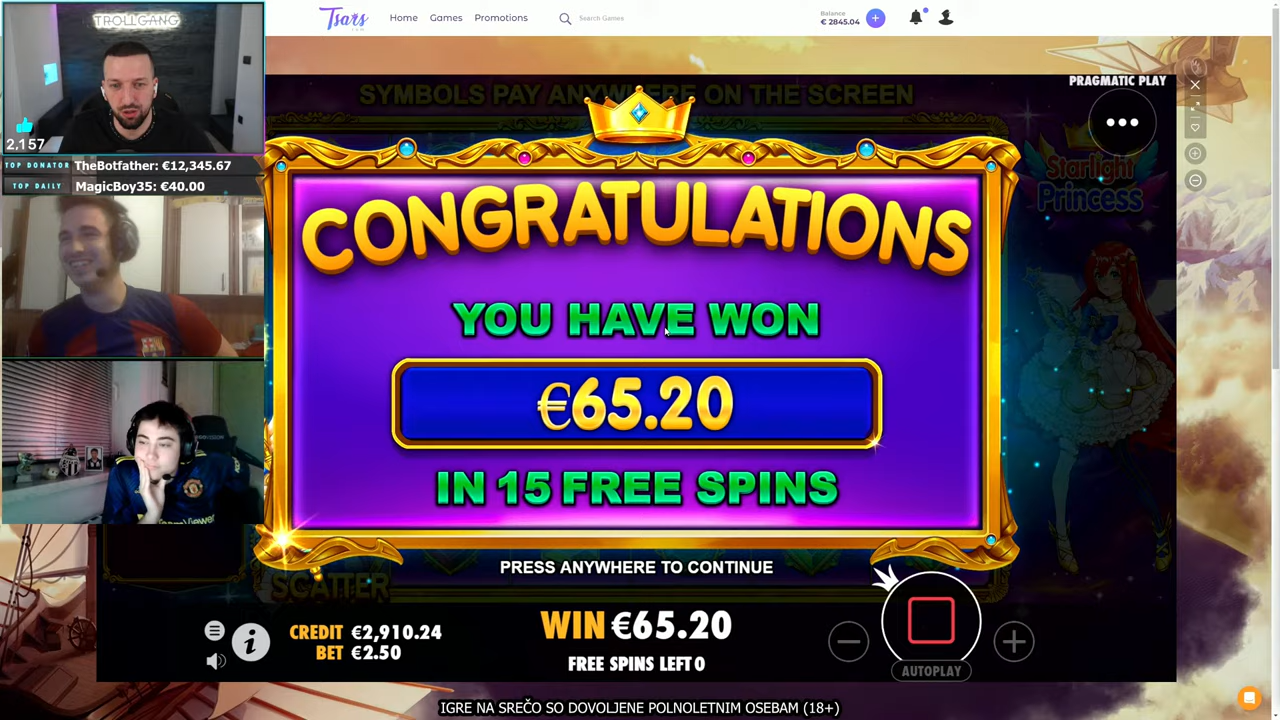 TROLLGANG
2,157
TOP DONATOR TheBotfather: €12,345.67
TOP DAILY MagicBoy35: €40.00
Tsars
.com
Home Games Promotions Search Games
Balance
€ 2845.04
SYMBOLS PAY ANYWHERE ON THE SCREEN
PRAGMATIC PLAY
Starlight
Princess
CONGRATULATIONS
YOU HAVE WON
€65.20
IN 15 FREE SPINS
PRESS ANYWHERE TO CONTINUE
SCATTER
CREDIT €2,910.24
BET €2.50
WIN €65.20
FREE SPINS LEFT 0
AUTOPLAY
IGRE NA SREČO SO DOVOLJENE POLNOLETNIM OSEBAM (18+)